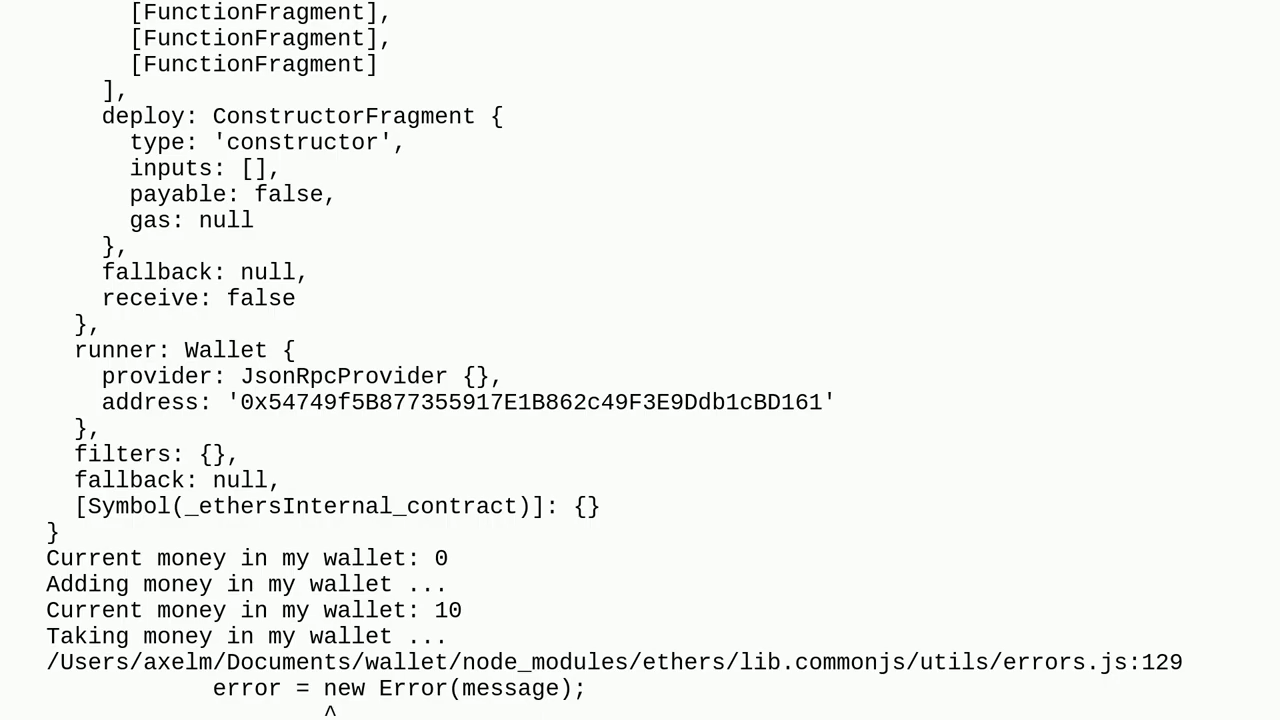 [FunctionFragment],
[FunctionFragment],
[FunctionFragment]
],
deploy: ConstructorFragment {
type: 'constructor',
inputs: [],
payable: false,
gas: null
},
fallback: null,
receive: false
},
runner: Wallet {
provider: JsonRpcProvider {},
address: '0x54749f5B877355917E1B862c49F3E9Ddb1cBD161'
},
filters: {},
fallback: null,
[Symbol(_ethersInternal_contract)]: {}
}
Current money in my wallet: 0
Adding money in my wallet ...
Current money in my wallet: 10
Taking money in my wallet ...
/Users/axelm/Documents/wallet/node_modules/ethers/lib.commonjs/utils/errors.js:129
error = new Error(message);
^